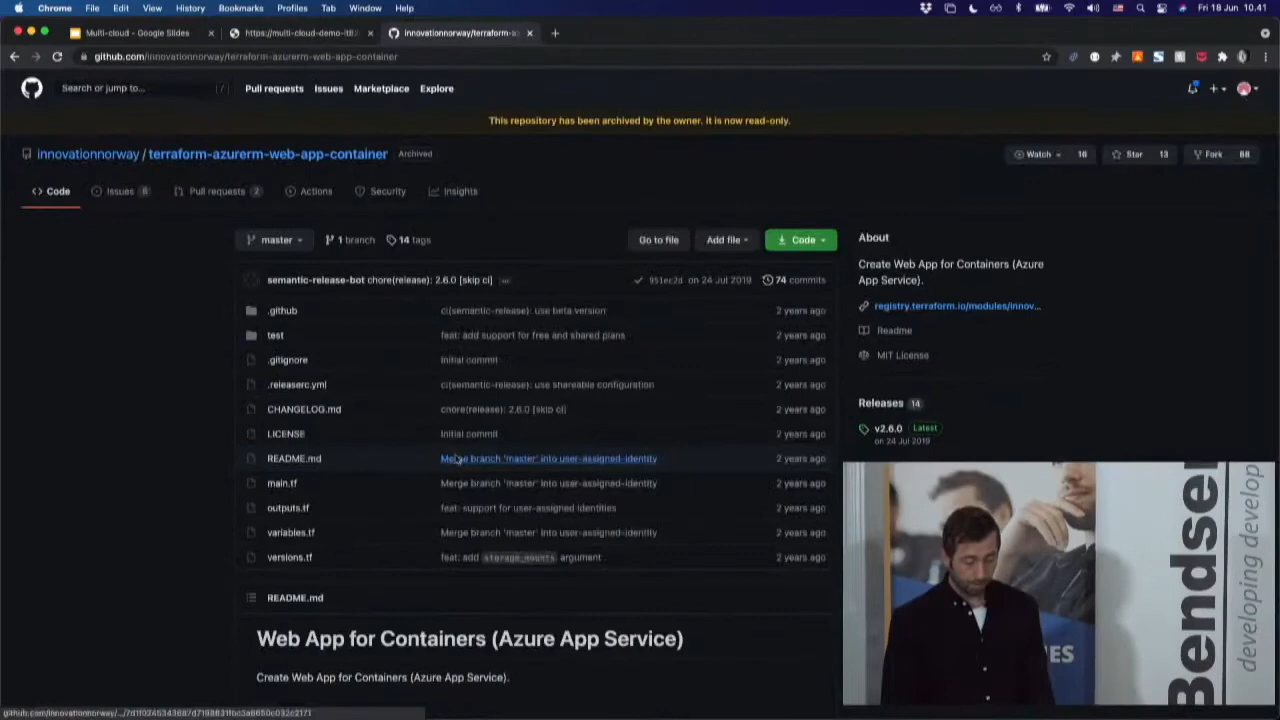 Chrome File Edit View History Bookmarks Profiles Tab Window Help Fri 18 Jun 10.41
Multi-cloud - Google Slides https://multi-cloud-demo-t82 innovationnorway/terraform-a
github.com/innovationnorway/terraform-azurerm-web-app-container
Search or jump to... / Pull requests Issues Marketplace Explore
This repository has been archived by the owner. It is now read-only.
innovationnorway / terraform-azurerm-web-app-container Archived Watch 16 Star 13 Fork 68
Code Issues 8 Pull requests 2 Actions Security Insights
master 1 branch 14 tags Go to file Add file Code
About
Create Web App for Containers (Azure
App Service).
registry.terraform.io/modules/innov...
Readme
MIT License
Releases 14
v2.6.0 Latest
on 24 Jul 2019
semantic-release-bot chore(release): 2.6.0 [skip ci] ... 951ec2d on 24 Jul 2019 74 commits
.github ci(semantic-release): use beta version 2 years ago
test feat: add support for free and shared plans 2 years ago
.gitignore Initial commit 2 years ago
.releaserc.yml ci(semantic-release): use shareable configuration 2 years ago
CHANGELOG.md chore(release): 2.6.0 [skip ci] 2 years ago
LICENSE Initial commit 2 years ago
README.md Merge branch 'master' into user-assigned-identity 2 years ago
main.tf Merge branch 'master' into user-assigned-identity 2 years ago
outputs.tf feat: support for user-assigned identities 2 years ago
variables.tf Merge branch 'master' into user-assigned-identity 2 years ago
versions.tf feat: add storage_mounts argument 2 years ago
README.md
Web App for Containers (Azure App Service)
Create Web App for Containers (Azure App Service).
Bendse
developing develop
ES